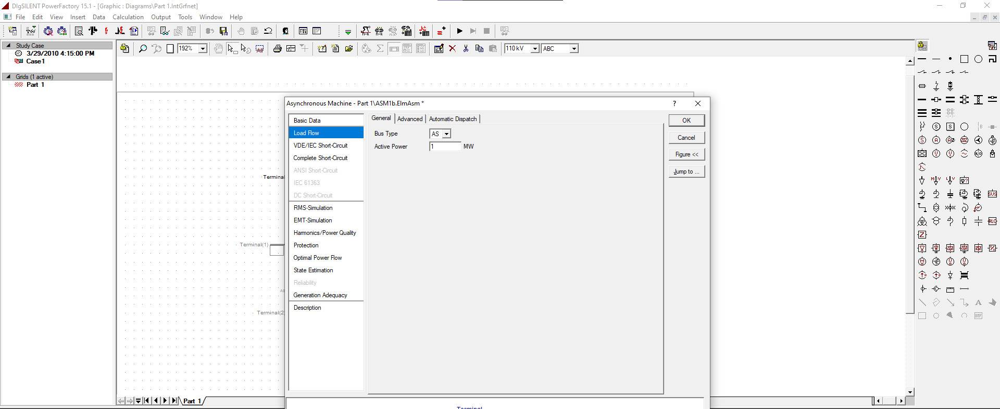 DIgSILENT PowerFactory 15.1 - [Graphic : Diagrams\Part 1.IntGrfnet]
File Edit View Insert Data Calculation Output Tools Window Help
Study Case
3/29/2010 4:15:00 PM
Case1
Grids (1 active)
Part 1
192%
110 kV
ABC
Asynchronous Machine - Part 1\ASM1b.ElmAsm *
Basic Data
Load Flow
VDE/IEC Short-Circuit
Complete Short-Circuit
ANSI Short-Circuit
IEC 61363
DC Short-Circuit
RMS-Simulation
EMT-Simulation
Harmonics/Power Quality
Protection
Optimal Power Flow
State Estimation
Reliability
Generation Adequacy
Description
General Advanced Automatic Dispatch
Bus Type AS
Active Power 1 MW
OK
Cancel
Figure <<
Jump to ...
Terminal
Terminal(1)
AS
Terminal(2)
Part 1
Terminal